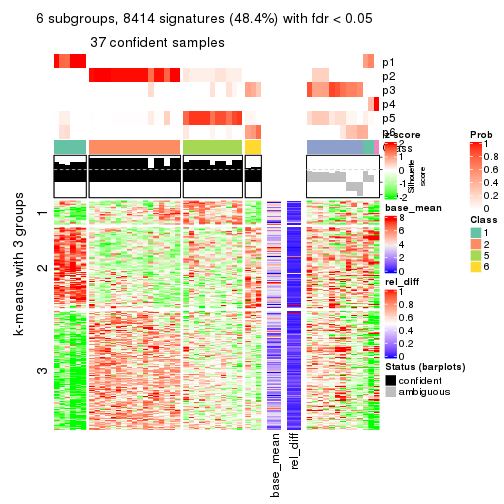 6 subgroups, 8414 signatures (48.4%) with fdr < 0.05
37 confident samples
p1
p2
p3
p4
p5
p6
Class
Silhouette
score
k-means with 3 groups
1
2
3
base_mean
rel_diff
z score
2
1
0
-1
-2
base_mean
8
6
4
2
0
rel_diff
1
0.8
0.6
0.4
0.2
0
Status (barplots)
confident
ambiguous
Prob
1
0.8
0.6
0.4
0.2
0
Class
1
2
5
6